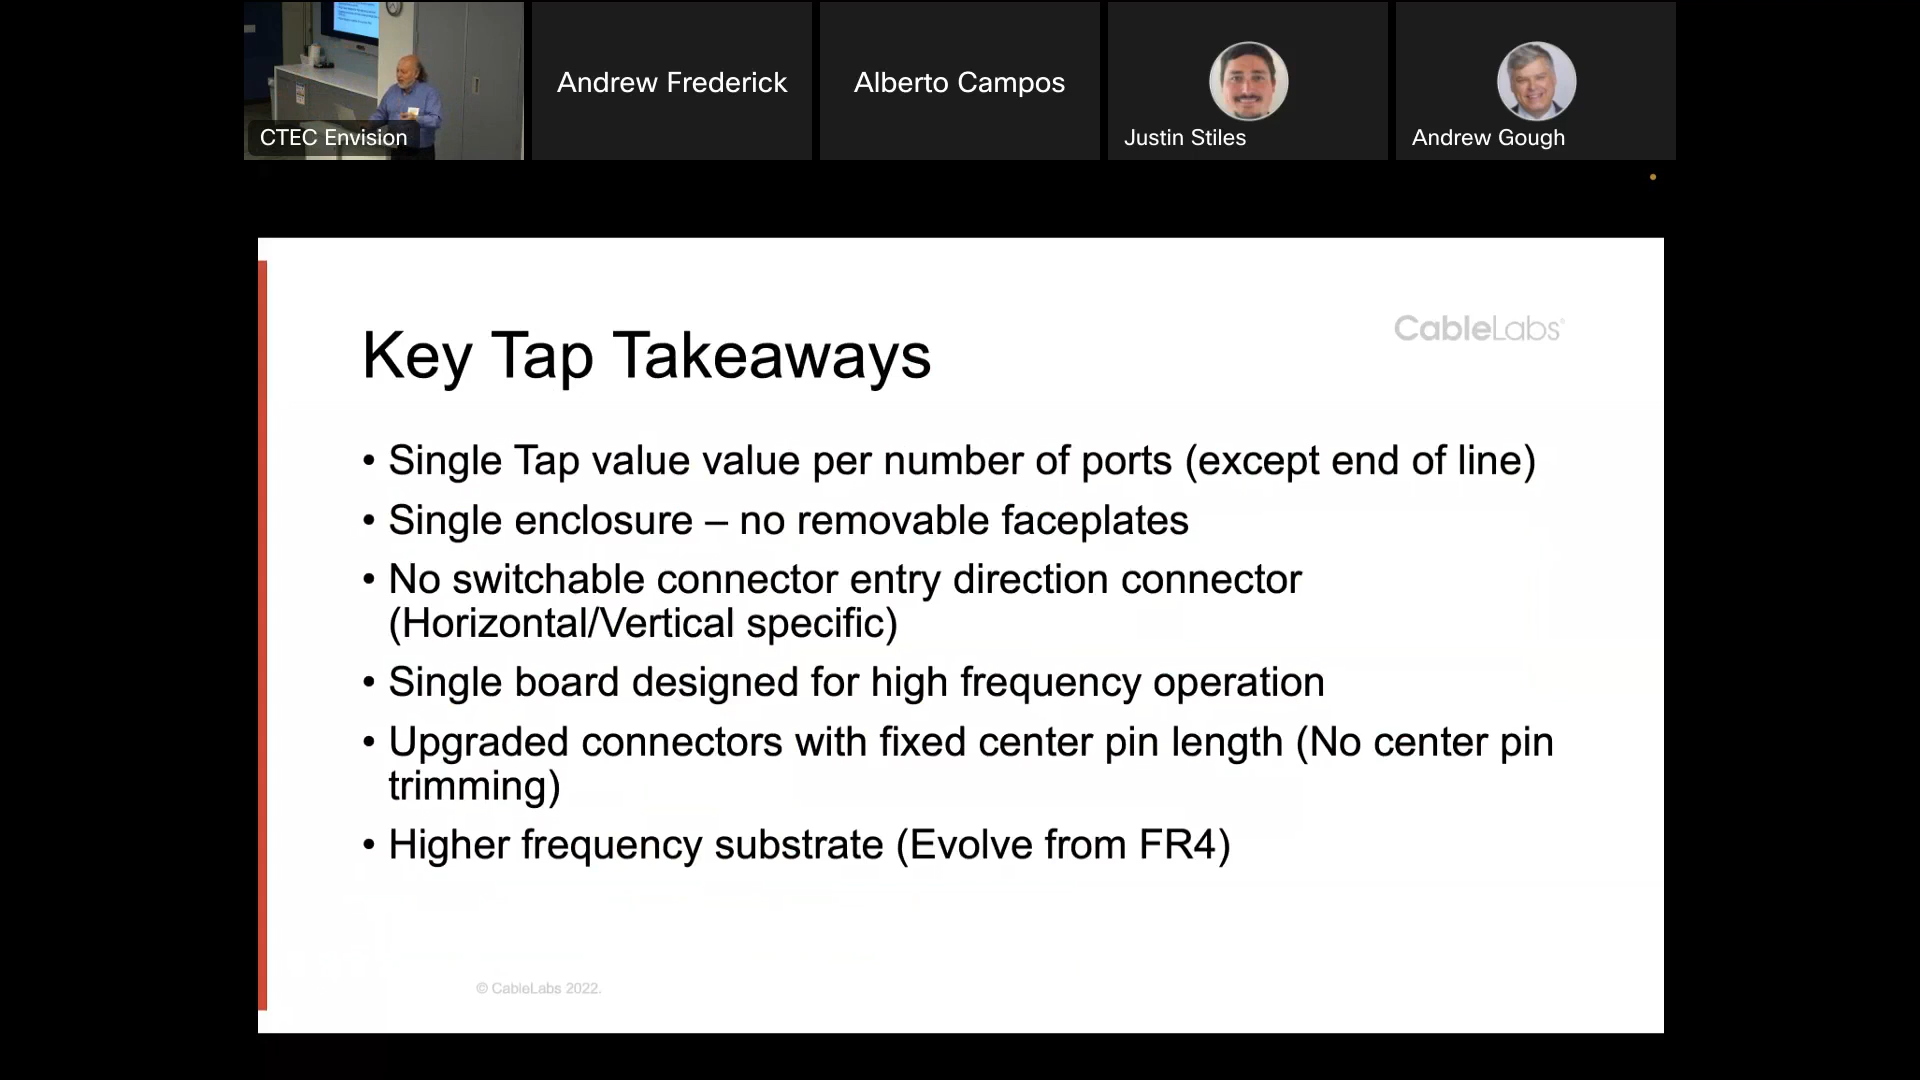 Andrew Frederick
Alberto Campos
CTEC Envision
Justin Stiles
Andrew Gough
CableLabs®
Key Tap Takeaways
• Single Tap value value per number of ports (except end of line)
• Single enclosure – no removable faceplates
• No switchable connector entry direction connector
(Horizontal/Vertical specific)
• Single board designed for high frequency operation
• Upgraded connectors with fixed center pin length (No center pin
trimming)
• Higher frequency substrate (Evolve from FR4)
© CableLabs 2022.